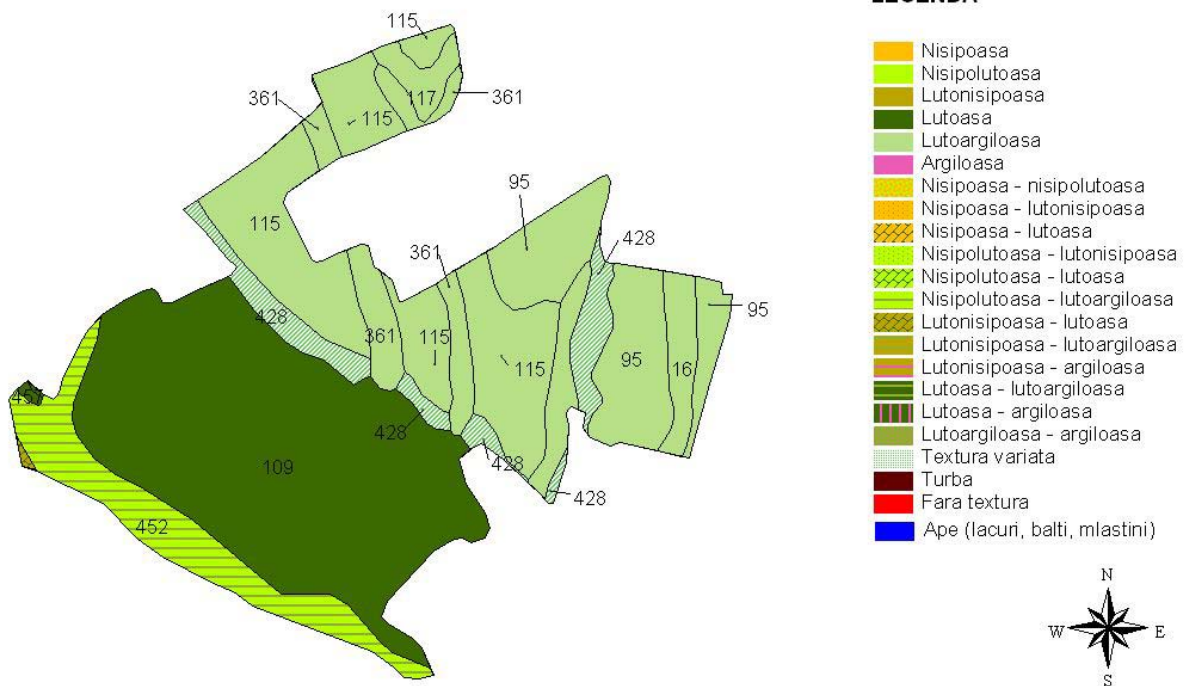 LEGENDA
Nisipoasa
Nisipolutoasa
Lutonisipoasa
Lutoasa
Lutoargiloasa
Argiloasa
Nisipoasa - nisipolutoasa
Nisipoasa - lutonisipoasa
Nisipoasa - lutoasa
Nisipolutoasa - lutonisipoasa
Nisipolutoasa - lutoasa
Nisipolutoasa - lutoargiloasa
Lutonisipoasa - lutoasa
Lutonisipoasa - lutoargiloasa
Lutonisipoasa - argiloasa
Lutoasa - lutoargiloasa
Lutoasa - argiloasa
Lutoargiloasa - argiloasa
Textura variata
Turba
Fara textura
Ape (lacuri, balti, mlastini)
N
W E
S
115
361 117 361
115
95
115
361 428
428 95
361 115
115 95 16
457
428
109 428
428
452